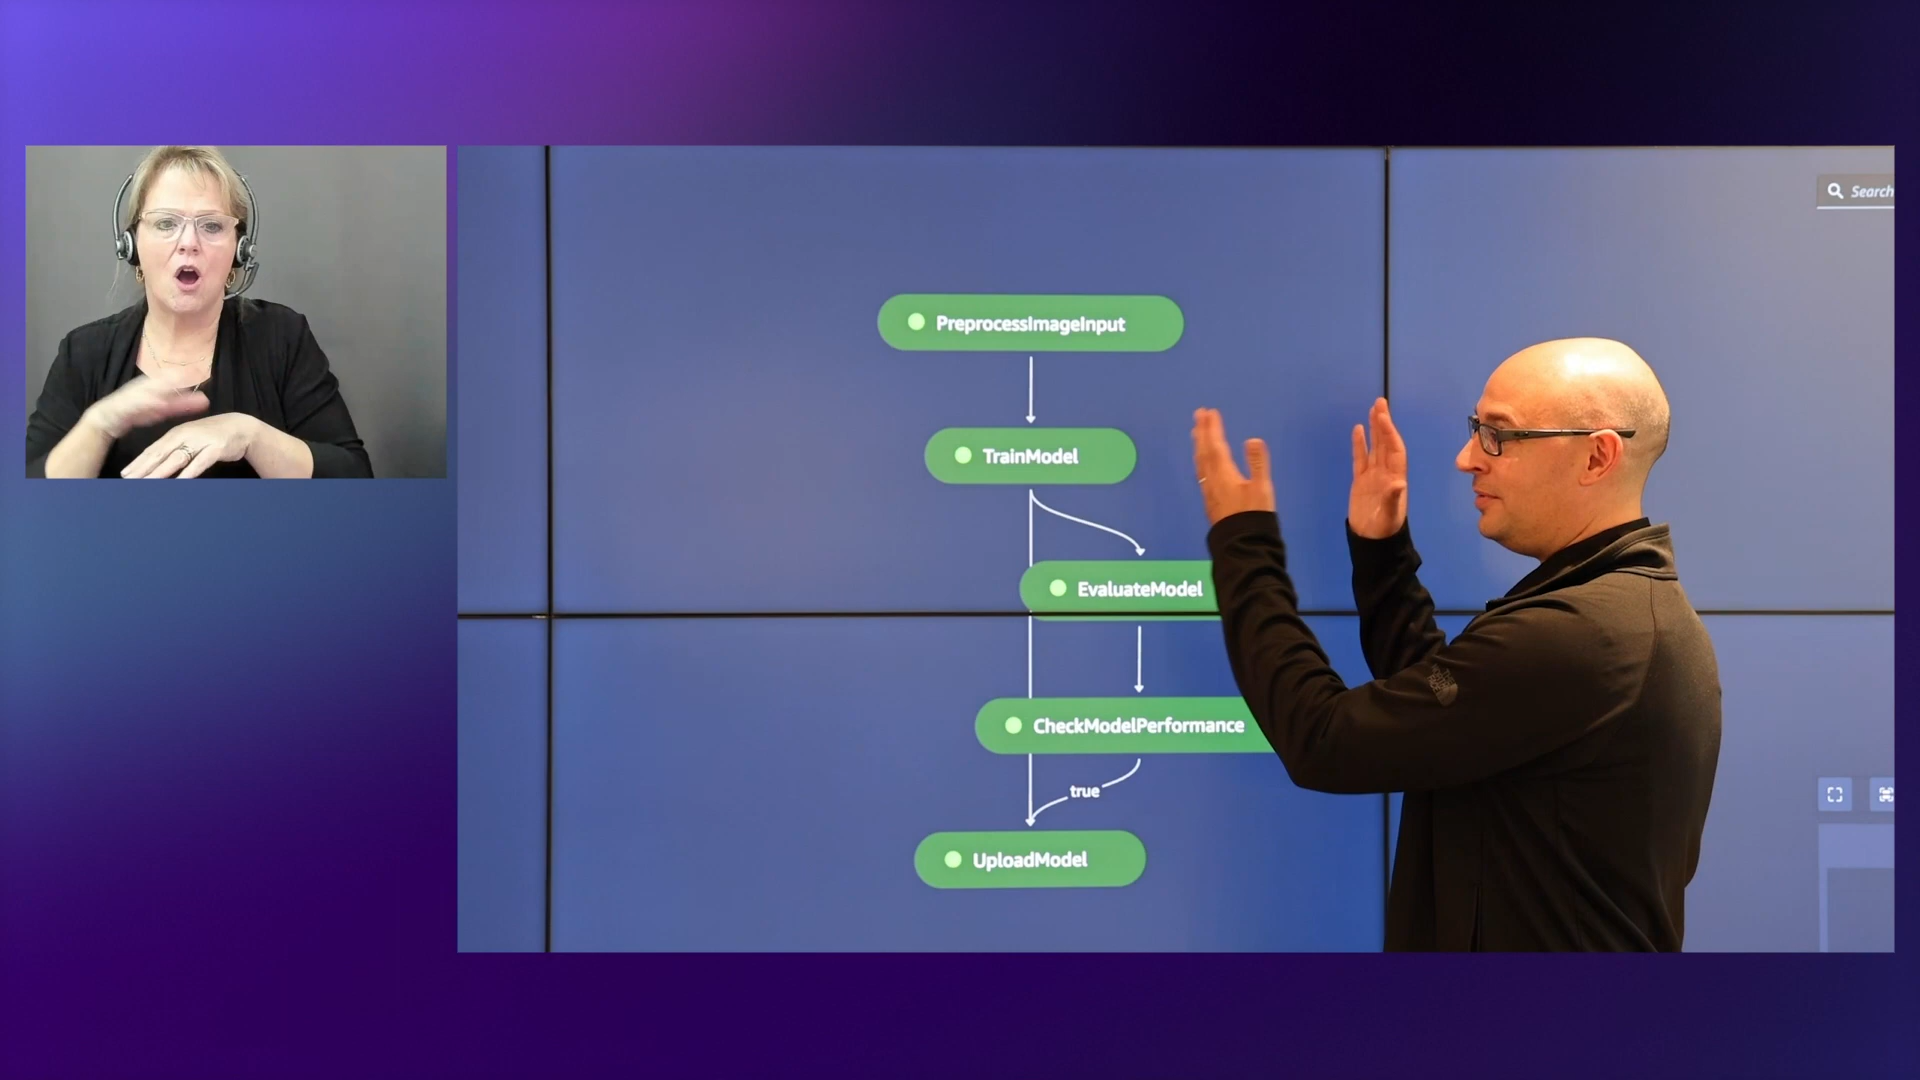 Search
PreprocessImageInput
TrainModel
EvaluateModel
CheckModelPerformance
true
UploadModel